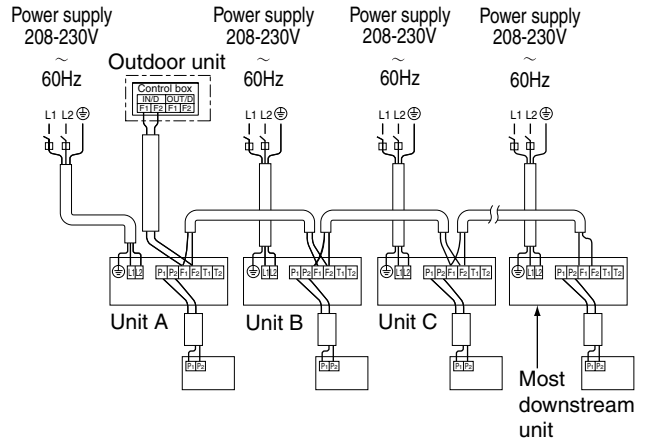 Power supply Power supply Power supply Power supply
208-230V 208-230V 208-230V 208-230V
~ ~ ~ ~
60Hz 60Hz 60Hz 60Hz
Outdoor unit
Control box
IN/D OUT/D
F1 F2 F1 F2
L1 L2 L1 L2 L1 L2 L1 L2
L1 L2 P1 P2 F1 F2 T1 T2 L1 L2 P1 P2 F1 F2 T1 T2 L1 L2 P1 P2 F1 F2 T1 T2 L1 L2 P1 P2 F1 F2 T1 T2
Unit A Unit B Unit C
P1 P2 P1 P2 P1 P2 P1 P2
Most
downstream
unit